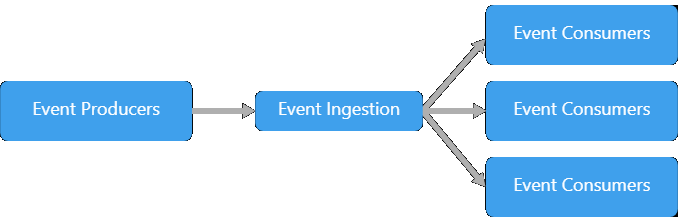 Event Consumers
Event Producers
Event Ingestion
Event Consumers
Event Consumers